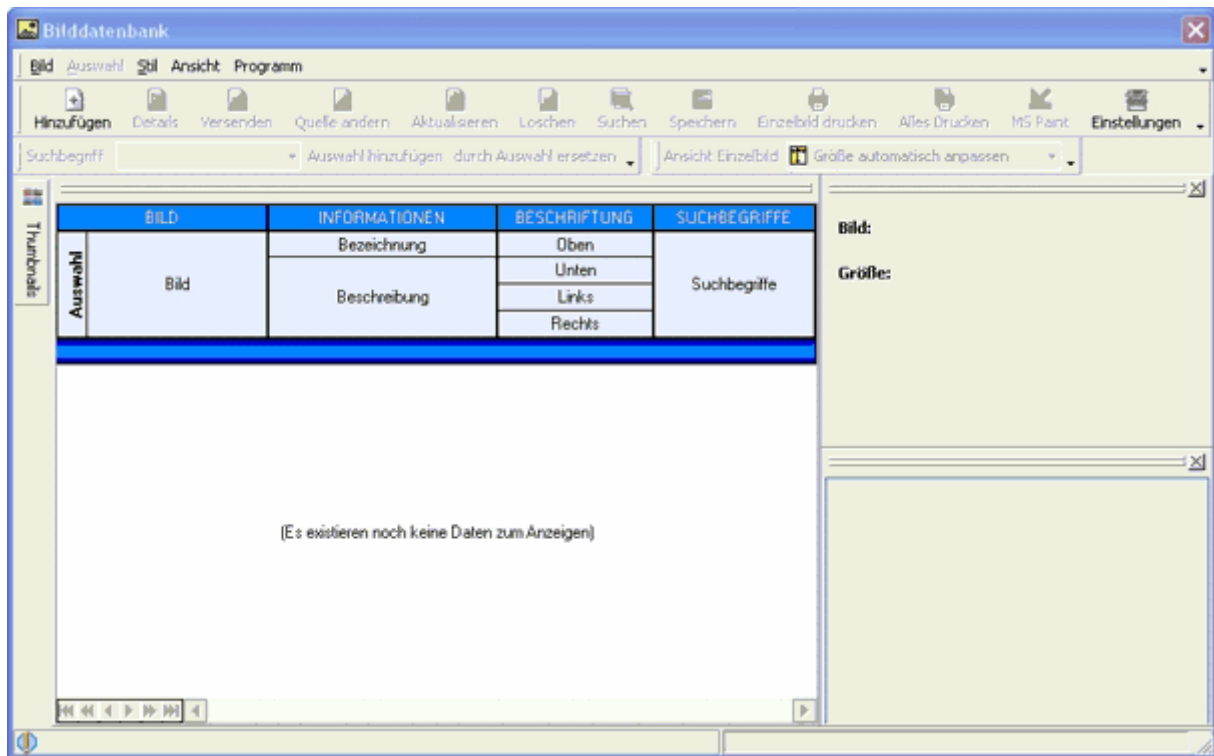 Bilddatenbank
Bild Auswahl Stil Ansicht Programm
Hinzufügen Details Versenden Quelle ändern Aktualisieren Löschen Suchen Speichern Einzelbild drucken Alles Drucken MS Paint Einstellungen
Suchbegriff Auswahl hinzufügen durch Auswahl ersetzen Ansicht Einzelbild Größe automatisch anpassen
Thumbnails
BILD INFORMATIONEN BESCHRIFTUNG SUCHBEGRIFFE
Auswahl
Bild
Bezeichnung
Beschreibung
Oben
Unten
Links
Rechts
Suchbegriffe
(Es existieren noch keine Daten zum Anzeigen)
Bild:
Größe: